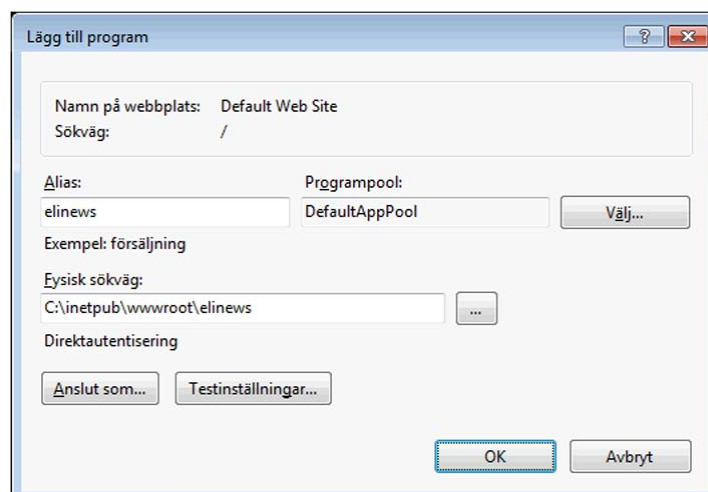 Lägg till program
Namn på webbplats: Default Web Site
Sökväg: /
Alias: Programpool:
elinews DefaultAppPool Välj...
Exempel: försäljning
Fysisk sökväg:
C:\inetpub\wwwroot\elinews ...
Direktautentisering
Anslut som... Testinställningar...
OK Avbryt